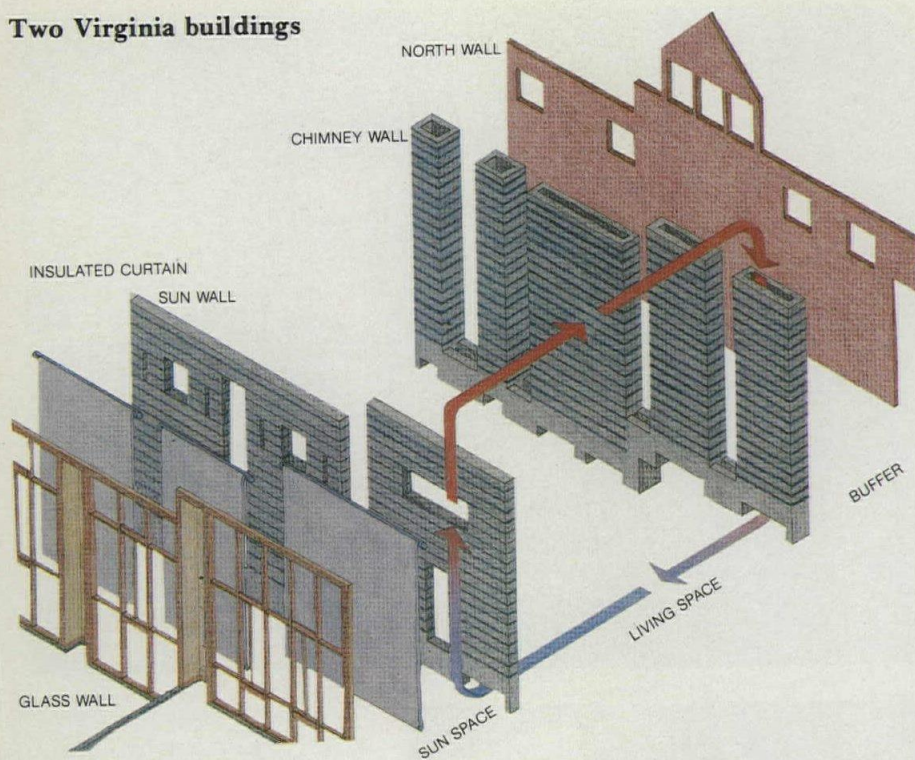 Two Virginia buildings
NORTH WALL
CHIMNEY WALL
INSULATED CURTAIN
SUN WALL
BUFFER
LIVING SPACE
GLASS WALL
SUN SPACE